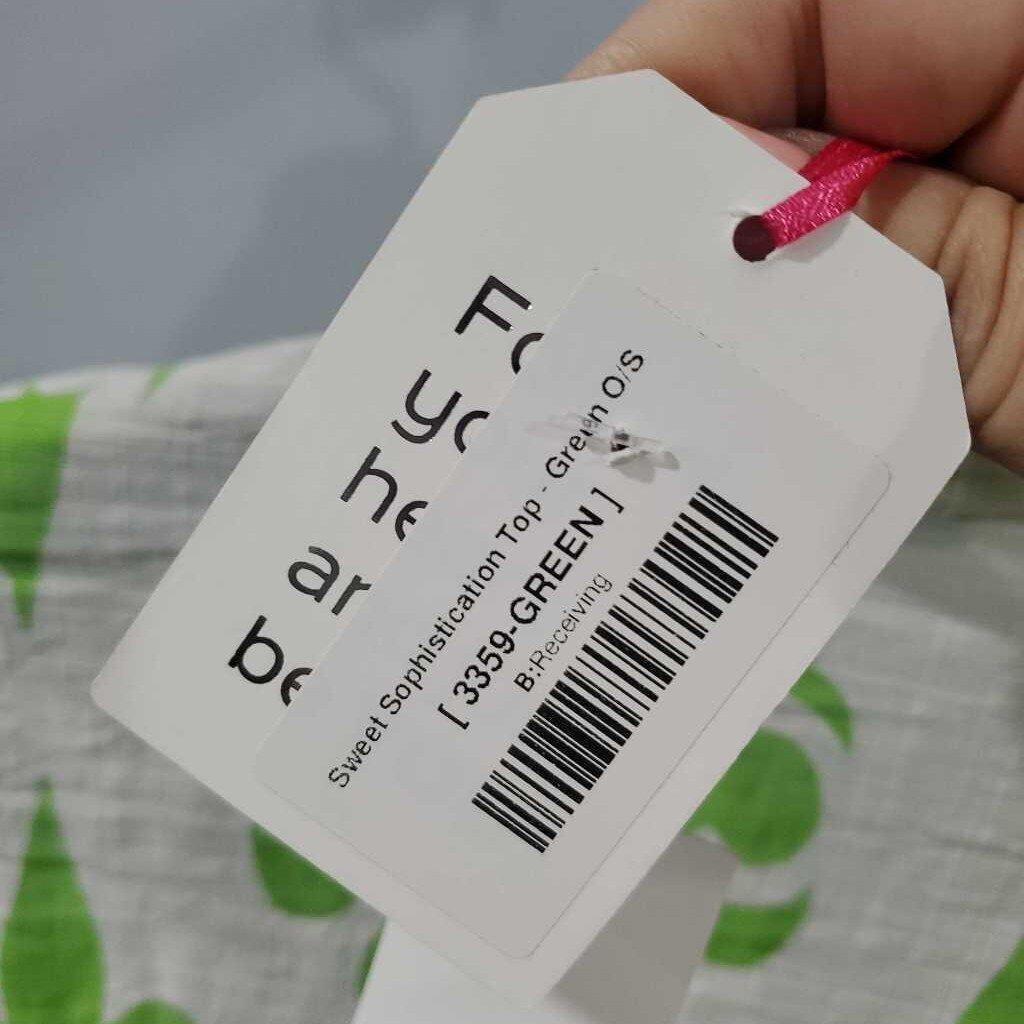 Sweet Sophistication Top - Green O/S
[ 3359-GREEN ]
B:Receiving